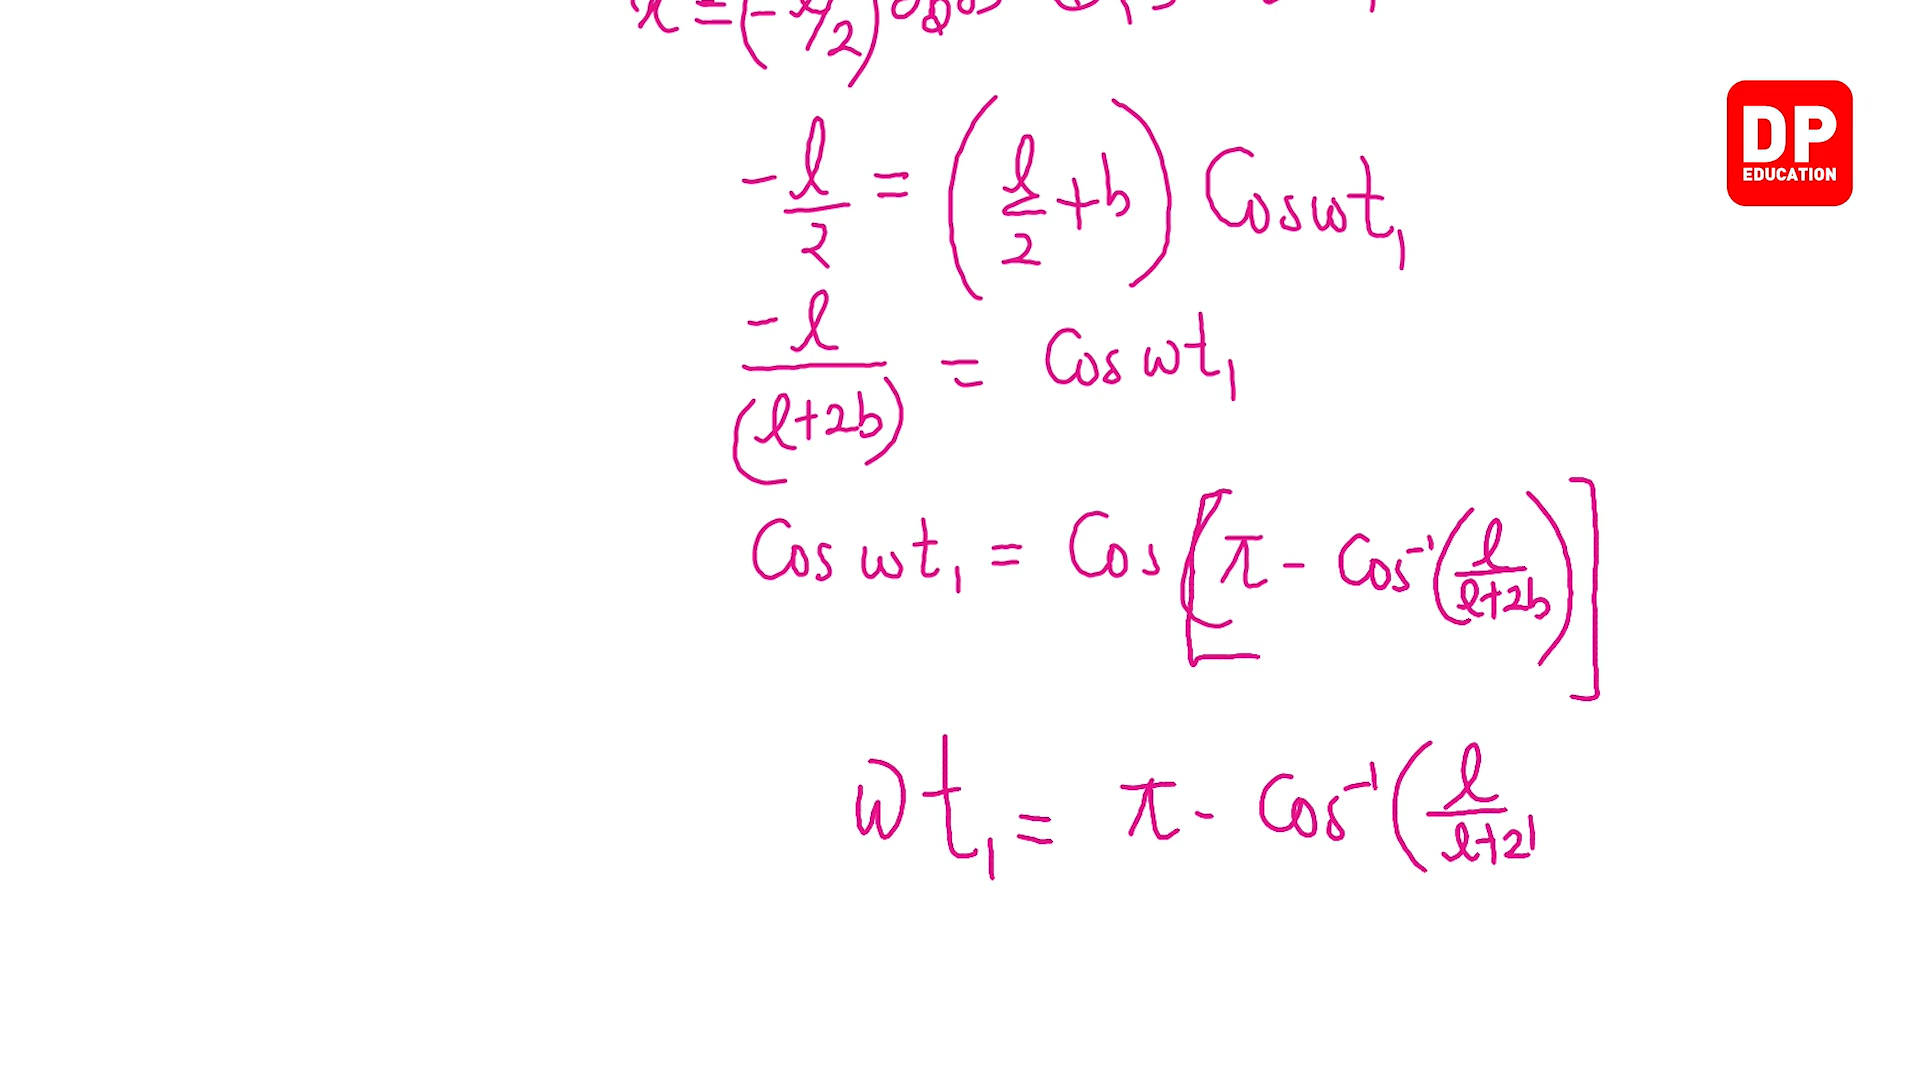 DP
EDUCATION
-l/2 = (l/2 + b) Cos ωt₁
-l/(l+2b) = Cos ωt₁
Cos ωt₁ = Cos [π - Cos⁻¹(l/(l+2b))]
ωt₁ = π - Cos⁻¹(l/(l+2